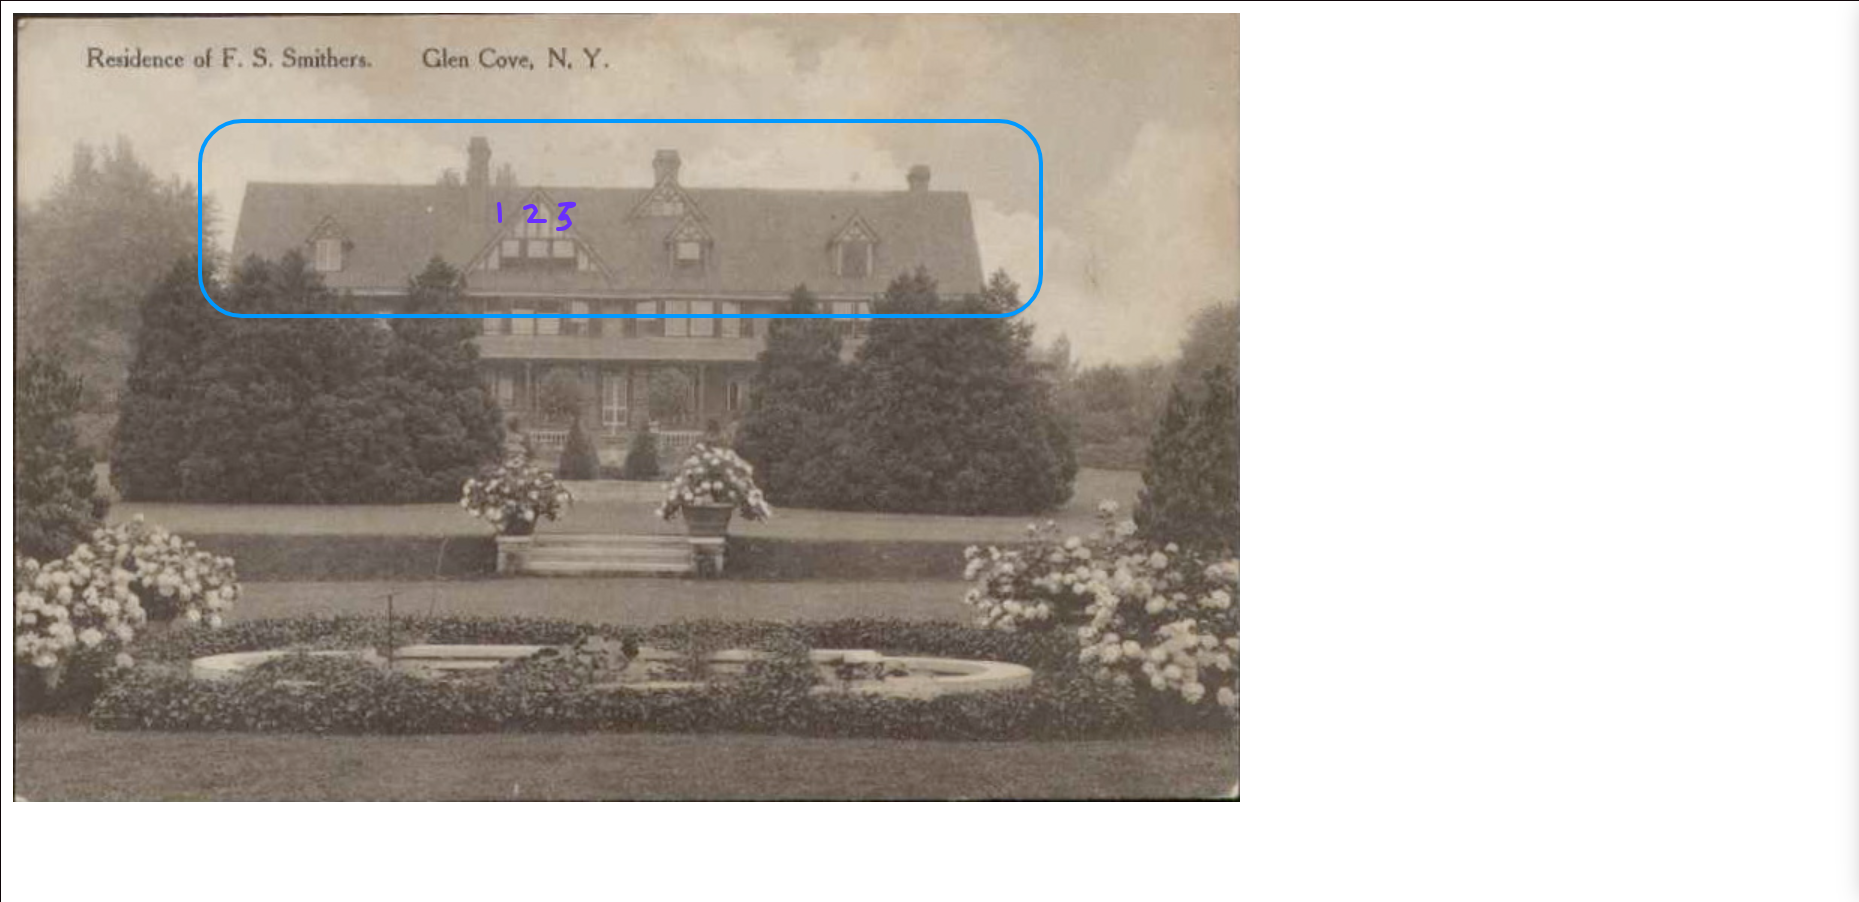 Residence of F. S. Smithers. Glen Cove, N. Y.
1 2 3